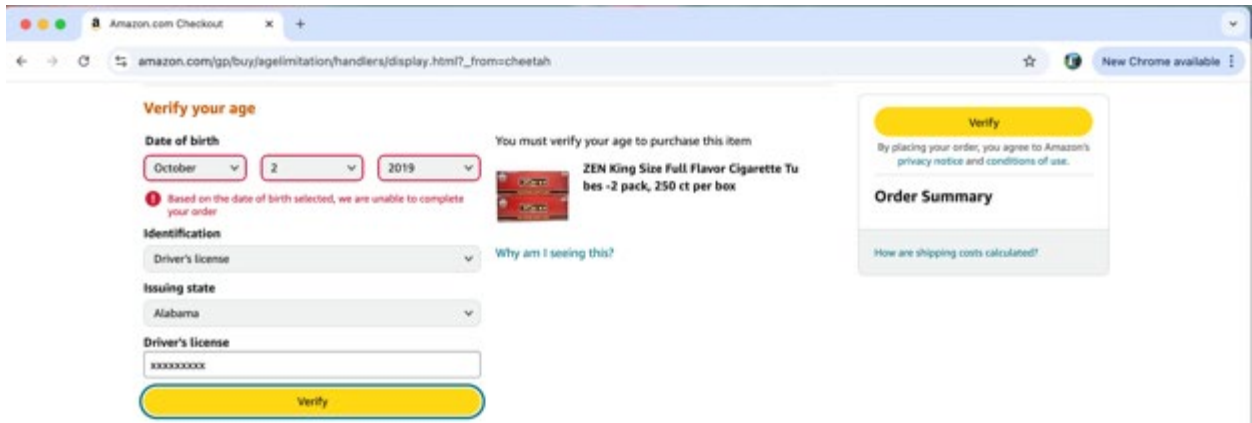 Amazon.com Checkout
amazon.com/gp/buy/agelimitation/handlers/display.html?_from=cheetah
New Chrome available
Verify your age
Date of birth
October 2 2019
Based on the date of birth selected, we are unable to complete
your order
Identification
Driver's license
Issuing state
Alabama
Driver's license
xxxxxxxxx
Verify
You must verify your age to purchase this item
ZEN King Size Full Flavor Cigarette Tu
bes -2 pack, 250 ct per box
Why am I seeing this?
Verify
By placing your order, you agree to Amazon's
privacy notice and conditions of use.
Order Summary
How are shipping costs calculated?